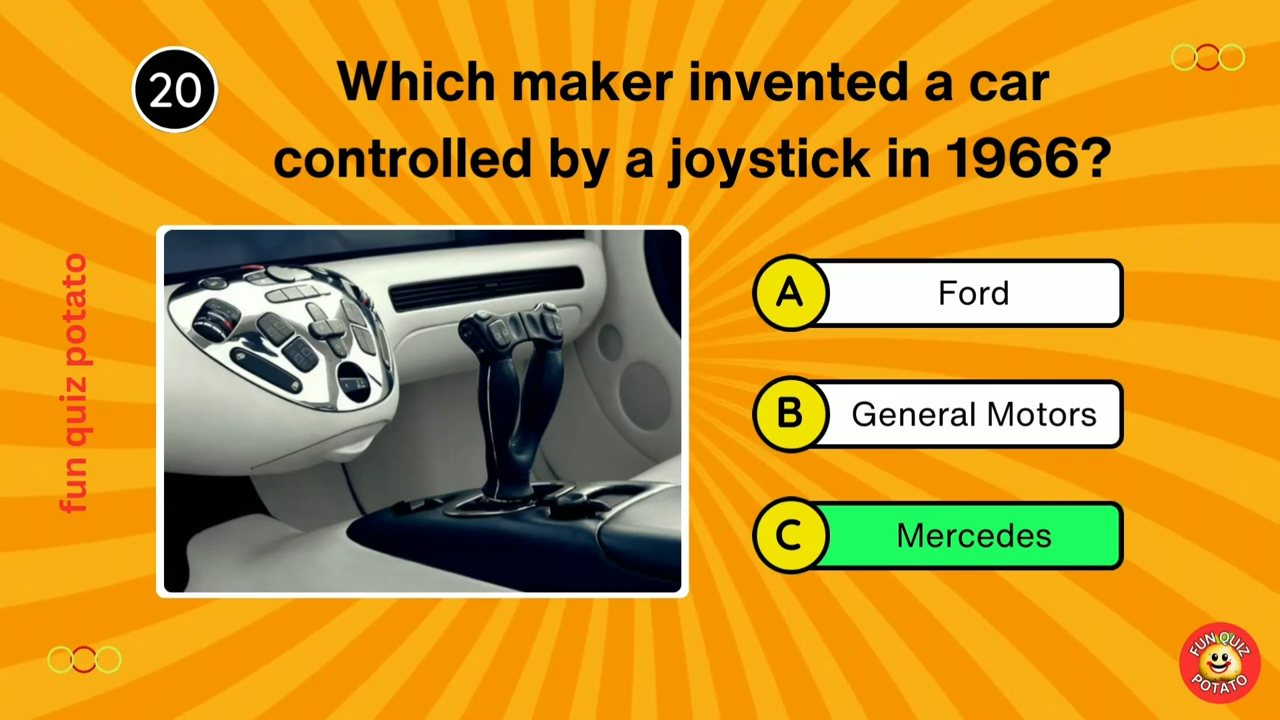 20
Which maker invented a car
controlled by a joystick in 1966?
fun quiz potato
A
Ford
B
General Motors
C
Mercedes
FUN QUIZ
POTATO